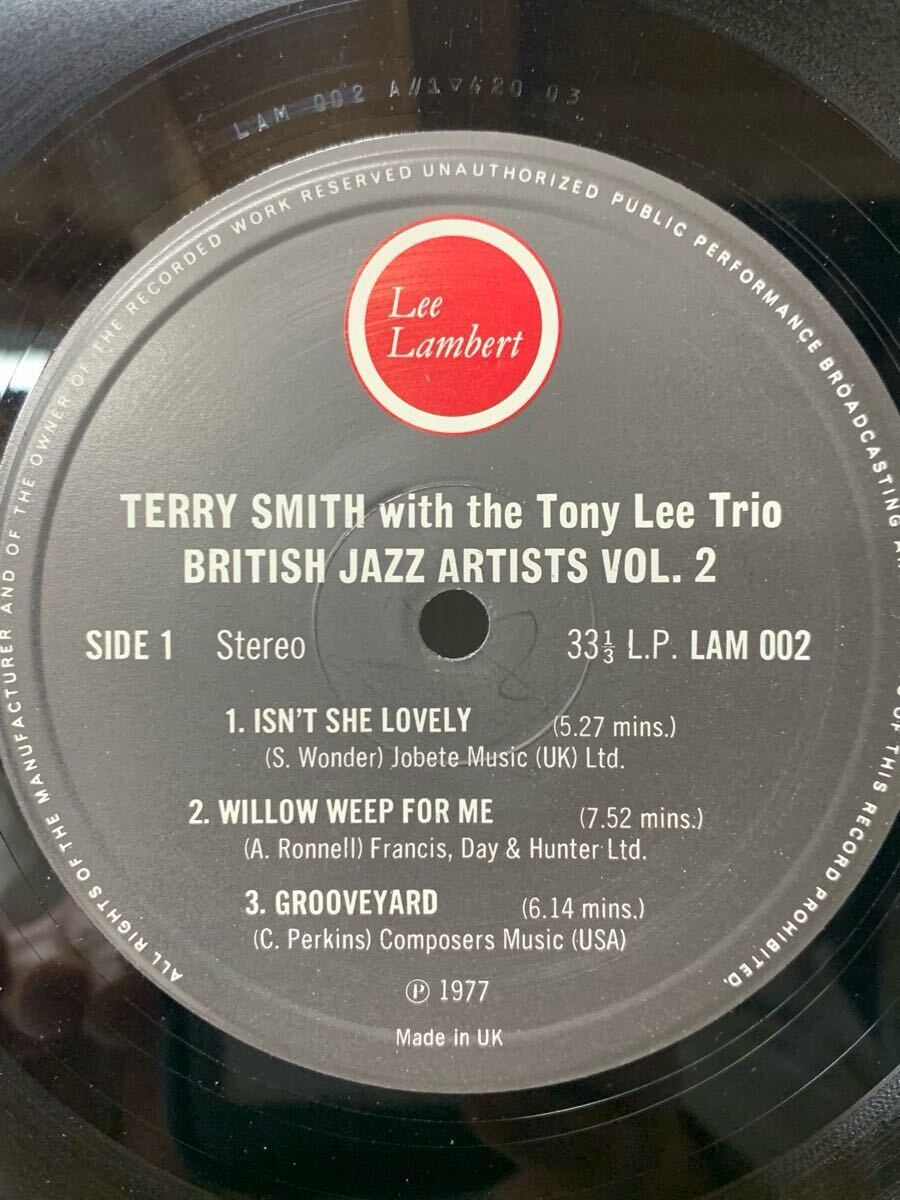 LAM 002 A//1▽420 03
ALL RIGHTS OF THE MANUFACTURER AND OF THE OWNER OF THE RECORDED WORK RESERVED UNAUTHORIZED PUBLIC PERFORMANCE BROADCASTING OF THIS RECORD PROHIBITED.
Lee
Lambert
TERRY SMITH with the Tony Lee Trio
BRITISH JAZZ ARTISTS VOL. 2
SIDE 1 Stereo 33⅓ L.P. LAM 002
1. ISN'T SHE LOVELY (5.27 mins.)
(S. Wonder) Jobete Music (UK) Ltd.
2. WILLOW WEEP FOR ME (7.52 mins.)
(A. Ronnell) Francis, Day & Hunter Ltd.
3. GROOVEYARD (6.14 mins.)
(C. Perkins) Composers Music (USA)
℗ 1977
Made in UK